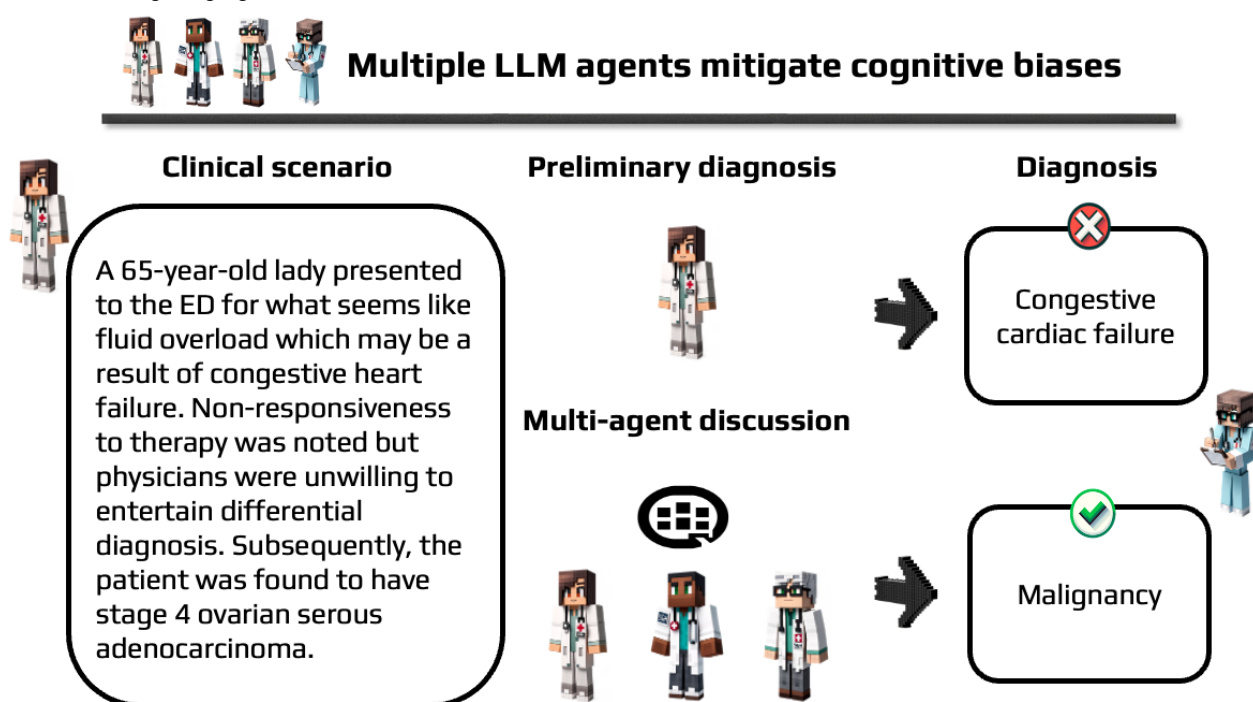 Multiple LLM agents mitigate cognitive biases
Clinical scenario
Preliminary diagnosis
Diagnosis
A 65-year-old lady presented
to the ED for what seems like
fluid overload which may be a
result of congestive heart
failure. Non-responsiveness
to therapy was noted but
physicians were unwilling to
entertain differential
diagnosis. Subsequently, the
patient was found to have
stage 4 ovarian serous
adenocarcinoma.
Congestive
cardiac failure
Multi-agent discussion
Malignancy